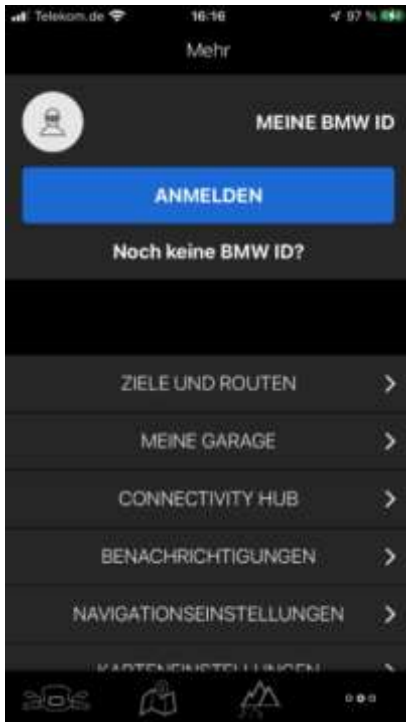 Telekom.de 16:16 97 %
Mehr
MEINE BMW ID
ANMELDEN
Noch keine BMW ID?
ZIELE UND ROUTEN
MEINE GARAGE
CONNECTIVITY HUB
BENACHRICHTIGUNGEN
NAVIGATIONSEINSTELLUNGEN
KARTENEINSTELLUNGEN